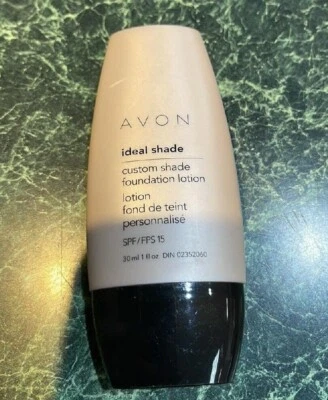 AVON
ideal shade
custom shade
foundation lotion
lotion
fond de teint
personnalisé
SPF/FPS 15
30 ml 1 fl oz DIN 02352060